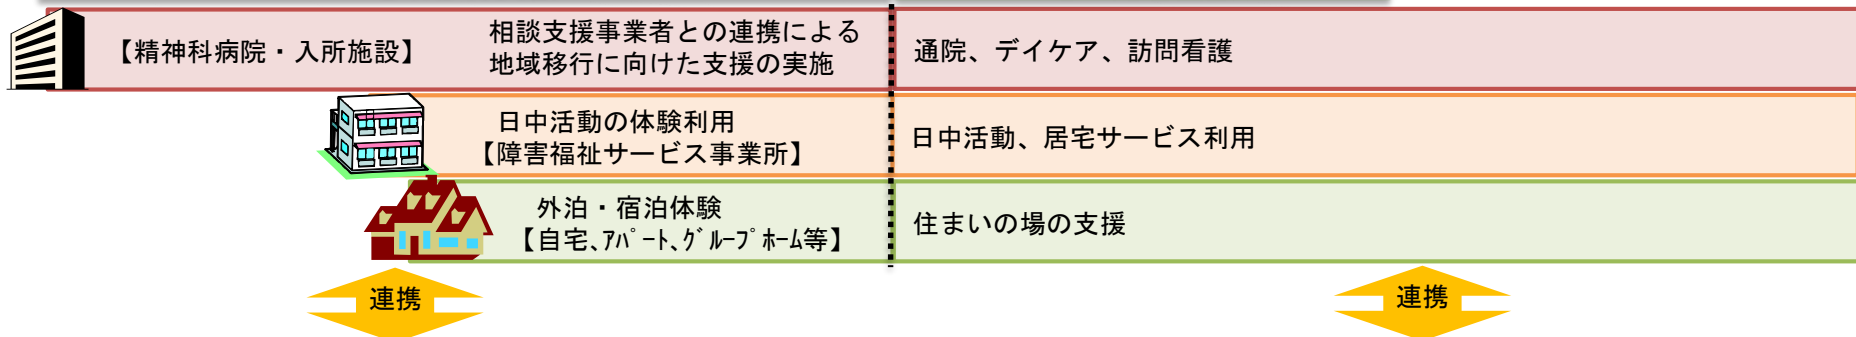 【精神科病院・入所施設】
相談支援事業者との連携による
地域移行に向けた支援の実施
通院、デイケア、訪問看護
日中活動の体験利用
【障害福祉サービス事業所】
日中活動、居宅サービス利用
外泊・宿泊体験
【自宅、ｱﾊﾟｰﾄ、ｸﾞﾙｰﾌﾟﾎｰﾑ等】
住まいの場の支援
連携
連携